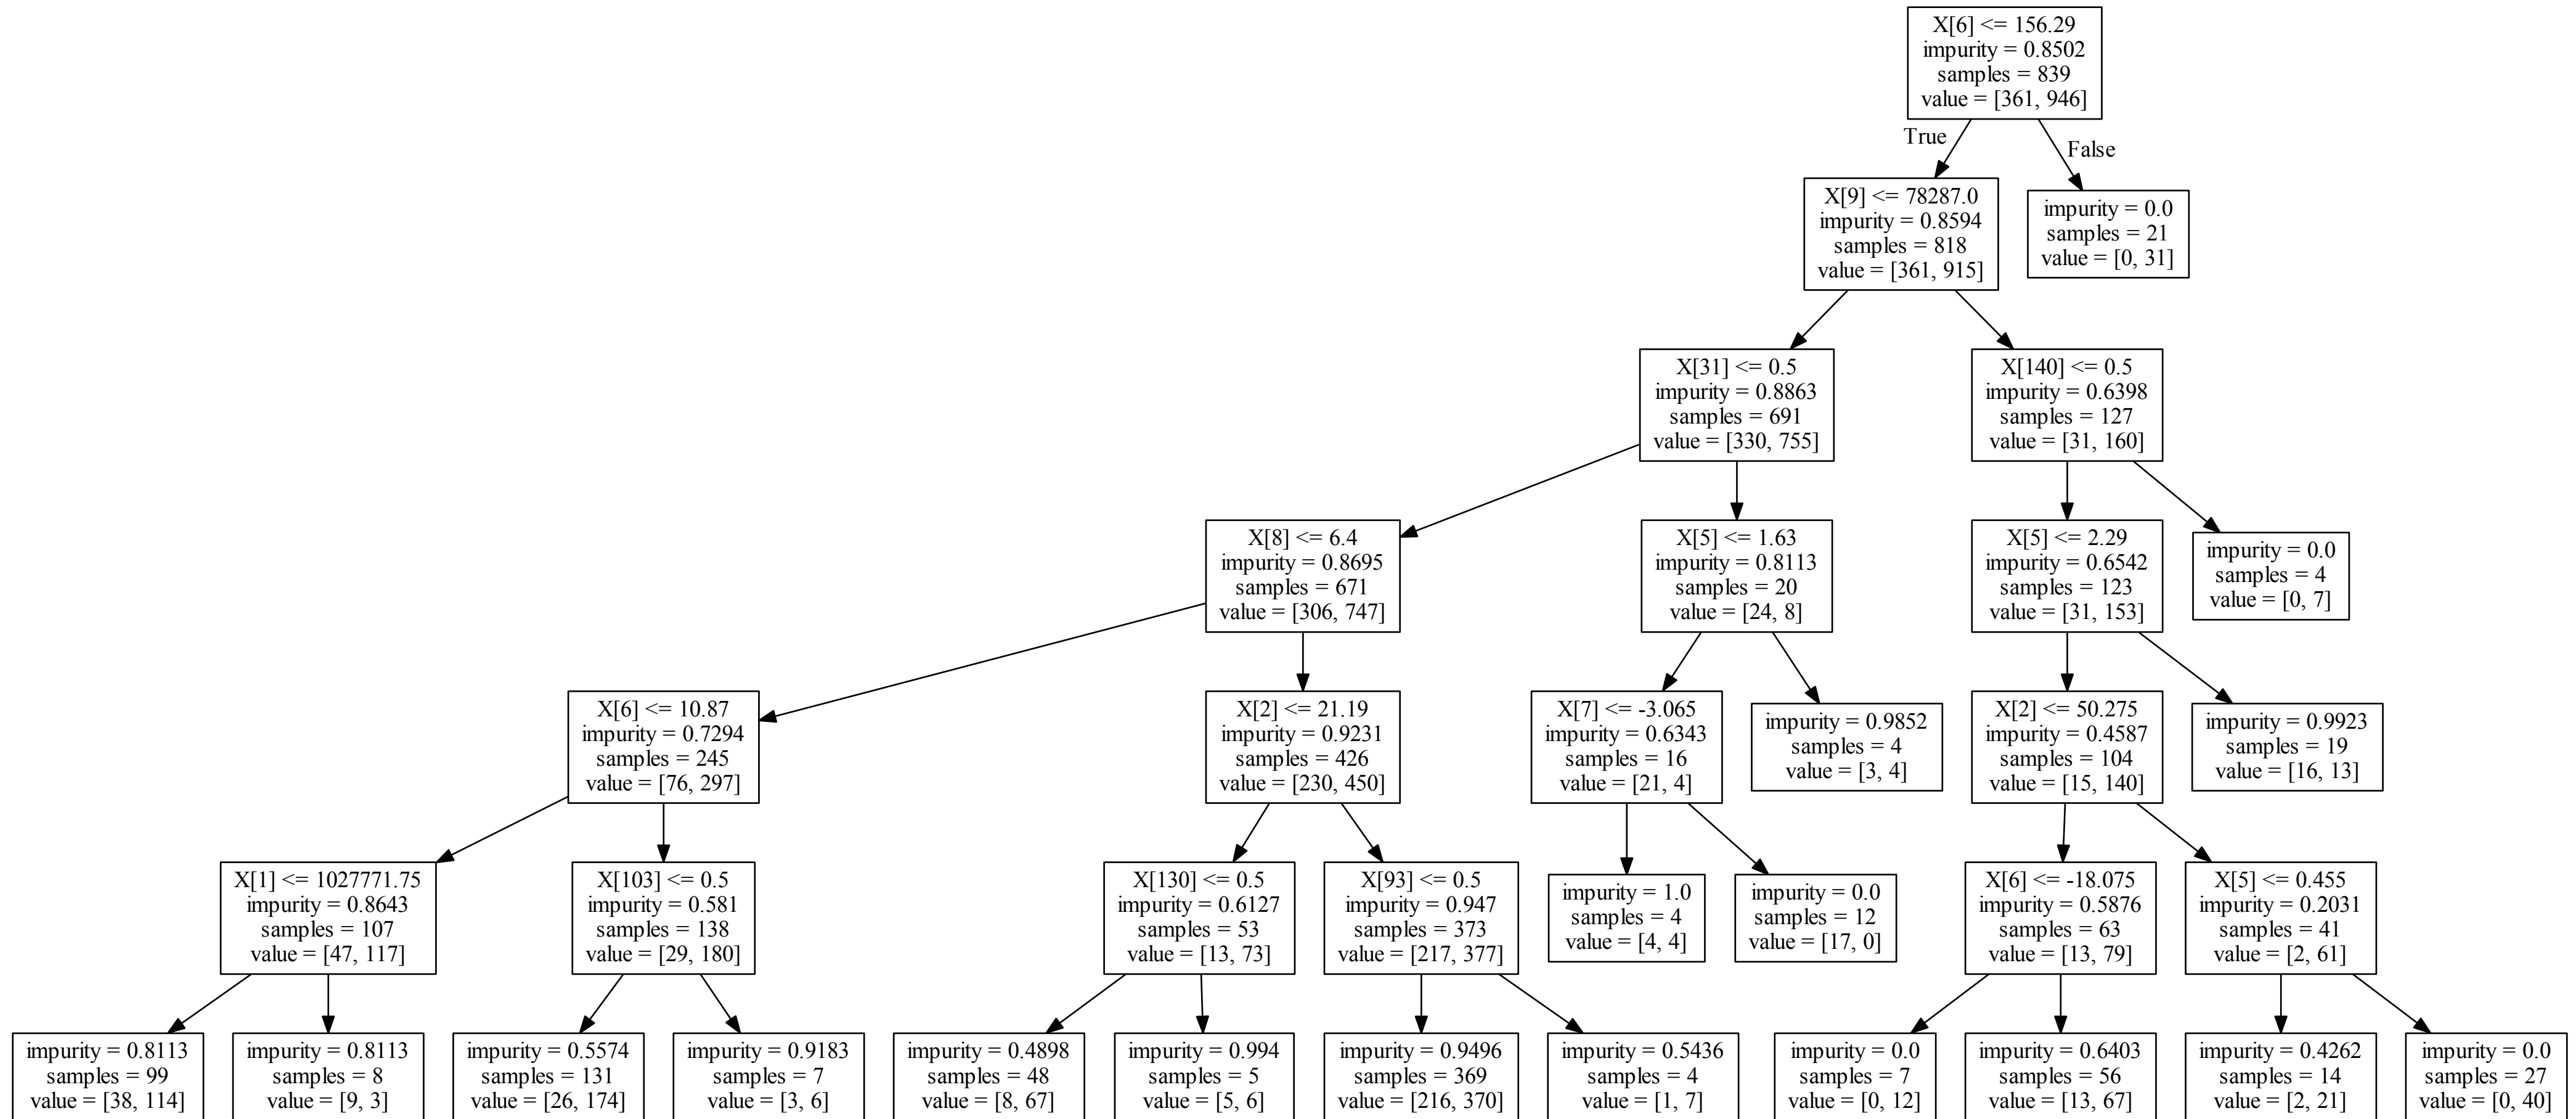 X[6] <= 156.29
impurity = 0.8502
samples = 839
value = [361, 946]
True
False
X[9] <= 78287.0
impurity = 0.8594
samples = 818
value = [361, 915]
impurity = 0.0
samples = 21
value = [0, 31]
X[31] <= 0.5
impurity = 0.8863
samples = 691
value = [330, 755]
X[140] <= 0.5
impurity = 0.6398
samples = 127
value = [31, 160]
X[8] <= 6.4
impurity = 0.8695
samples = 671
value = [306, 747]
X[5] <= 1.63
impurity = 0.8113
samples = 20
value = [24, 8]
X[5] <= 2.29
impurity = 0.6542
samples = 123
value = [31, 153]
impurity = 0.0
samples = 4
value = [0, 7]
X[6] <= 10.87
impurity = 0.7294
samples = 245
value = [76, 297]
X[2] <= 21.19
impurity = 0.9231
samples = 426
value = [230, 450]
X[7] <= -3.065
impurity = 0.6343
samples = 16
value = [21, 4]
impurity = 0.9852
samples = 4
value = [3, 4]
X[2] <= 50.275
impurity = 0.4587
samples = 104
value = [15, 140]
impurity = 0.9923
samples = 19
value = [16, 13]
X[1] <= 1027771.75
impurity = 0.8643
samples = 107
value = [47, 117]
X[103] <= 0.5
impurity = 0.581
samples = 138
value = [29, 180]
X[130] <= 0.5
impurity = 0.6127
samples = 53
value = [13, 73]
X[93] <= 0.5
impurity = 0.947
samples = 373
value = [217, 377]
impurity = 1.0
samples = 4
value = [4, 4]
impurity = 0.0
samples = 12
value = [17, 0]
X[6] <= -18.075
impurity = 0.5876
samples = 63
value = [13, 79]
X[5] <= 0.455
impurity = 0.2031
samples = 41
value = [2, 61]
impurity = 0.8113
samples = 99
value = [38, 114]
impurity = 0.8113
samples = 8
value = [9, 3]
impurity = 0.5574
samples = 131
value = [26, 174]
impurity = 0.9183
samples = 7
value = [3, 6]
impurity = 0.4898
samples = 48
value = [8, 67]
impurity = 0.994
samples = 5
value = [5, 6]
impurity = 0.9496
samples = 369
value = [216, 370]
impurity = 0.5436
samples = 4
value = [1, 7]
impurity = 0.0
samples = 7
value = [0, 12]
impurity = 0.6403
samples = 56
value = [13, 67]
impurity = 0.4262
samples = 14
value = [2, 21]
impurity = 0.0
samples = 27
value = [0, 40]